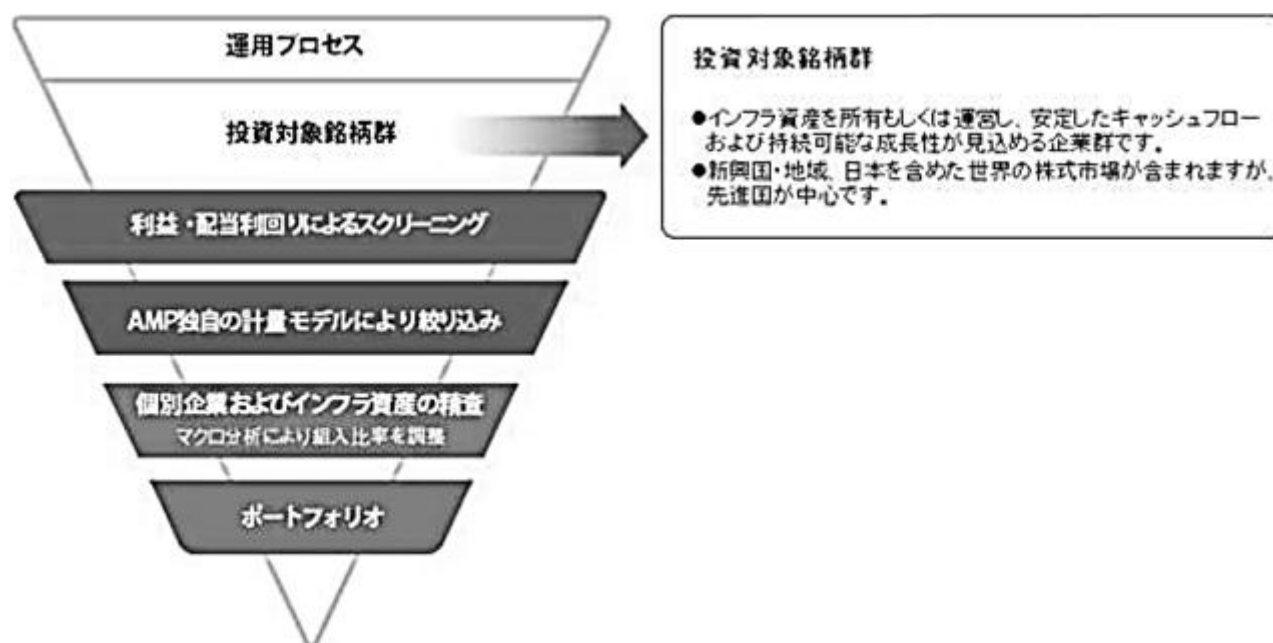 運用プロセス
投資対象銘柄群
利益・配当利回りによるスクリーニング
AMP独自の計量モデルにより絞り込み
個別企業およびインフラ資産の精査
マクロ分析により組入比率を調整
ポートフォリオ
投資対象銘柄群
●インフラ資産を所有もしくは運営し、安定したキャッシュフロー
および持続可能な成長性が見込める企業群です。
●新興国・地域、日本を含めた世界の株式市場が含まれますが、
先進国が中心です。